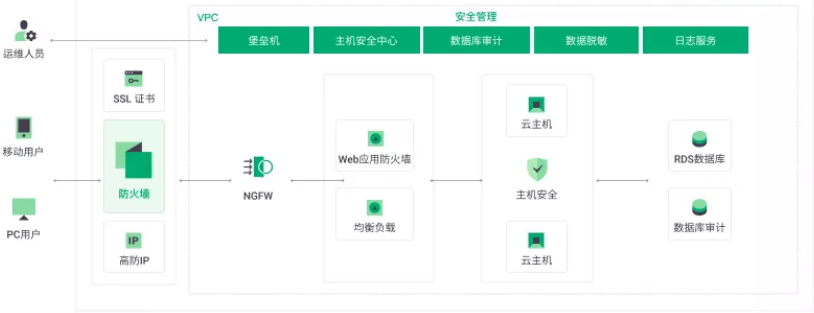 VPC
安全管理
堡垒机
主机安全中心
数据库审计
数据脱敏
日志服务
运维人员
SSL 证书
云主机
移动用户
Web应用防火墙
RDS数据库
防火墙
NGFW
主机安全
PC用户
均衡负载
数据库审计
IP
高防IP
云主机